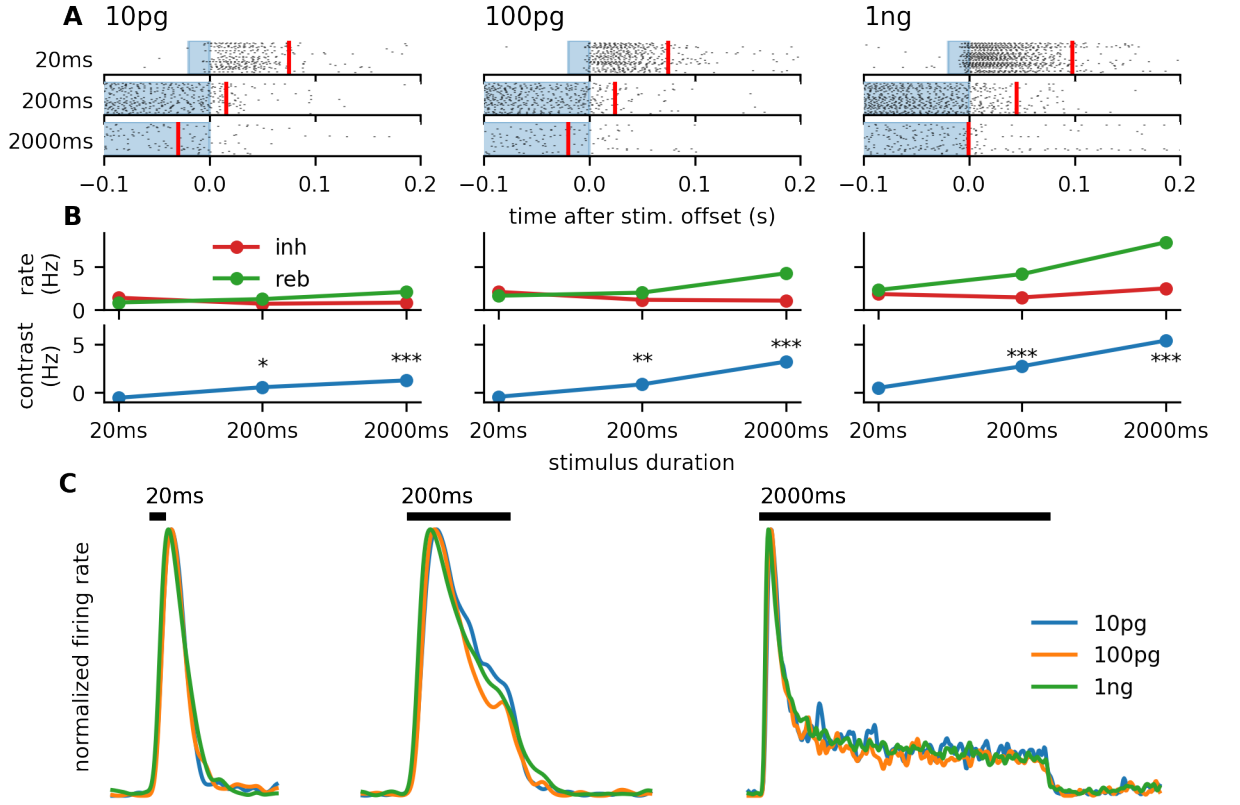 A 10pg 100pg 1ng
20ms
200ms
2000ms
−0.1 0.0 0.1 0.2 −0.1 0.0 0.1 0.2 −0.1 0.0 0.1 0.2
time after stim. offset (s)
B
rate
(Hz)
5
0
inh
reb
contrast
(Hz)
5
0
* *** ** *** *** ***
20ms 200ms 2000ms 20ms 200ms 2000ms 20ms 200ms 2000ms
stimulus duration
C
20ms 200ms 2000ms
normalized firing rate
10pg
100pg
1ng